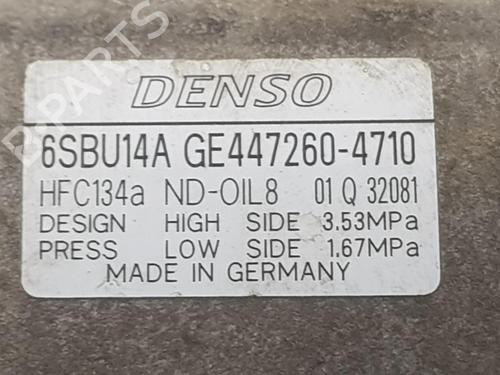 DENSO
6SBU14A GE447260-4710
HFC134a ND-OIL8 01 Q 32081
DESIGN HIGH SIDE 3.53MPa
PRESS LOW SIDE 1.67MPa
MADE IN GERMANY
B-PARTS